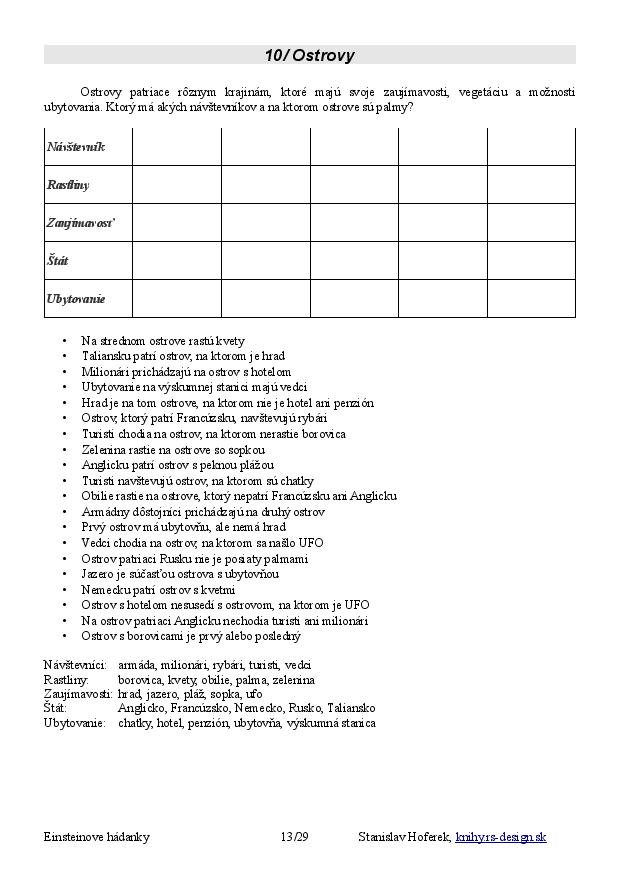 10/ Ostrovy
Ostrovy patriace rôznym krajinám, ktoré majú svoje zaujímavosti, vegetáciu a možnosti
ubytovania. Ktorý má akých návštevníkov a na ktorom ostrove sú palmy?
Návštevník
Rastliny
Zaujímavosť
Štát
Ubytovanie
• Na strednom ostrove rastú kvety
• Taliansku patrí ostrov, na ktorom je hrad
• Milionári prichádzajú na ostrov s hotelom
• Ubytovanie na výskumnej stanici majú vedci
• Hrad je na tom ostrove, na ktorom nie je hotel ani penzión
• Ostrov, ktorý patrí Francúzsku, navštevujú rybári
• Turisti chodia na ostrov, na ktorom nerastie borovica
• Zelenina rastie na ostrove so sopkou
• Anglicku patrí ostrov s peknou plážou
• Turisti navštevujú ostrov, na ktorom sú chatky
• Obilie rastie na ostrove, ktorý nepatrí Francúzsku ani Anglicku
• Armádny dôstojníci prichádzajú na druhý ostrov
• Prvý ostrov má ubytovňu, ale nemá hrad
• Vedci chodia na ostrov, na ktorom sa našlo UFO
• Ostrov patriaci Rusku nie je posiaty palmami
• Jazero je súčasťou ostrova s ubytovňou
• Nemecku patrí ostrov s kvetmi
• Ostrov s hotelom nesusedí s ostrovom, na ktorom je UFO
• Na ostrov patriaci Anglicku nechodia turisti ani milionári
• Ostrov s borovicami je prvý alebo posledný
Návštevníci: armáda, milionári, rybári, turisti, vedci
Rastliny: borovica, kvety, obilie, palma, zelenina
Zaujímavosti: hrad, jazero, pláž, sopka, ufo
Štát: Anglicko, Francúzsko, Nemecko, Rusko, Taliansko
Ubytovanie: chatky, hotel, penzión, ubytovňa, výskumná stanica
Einsteinove hádanky 13/29 Stanislav Hoferek, knihy.rs-design.sk